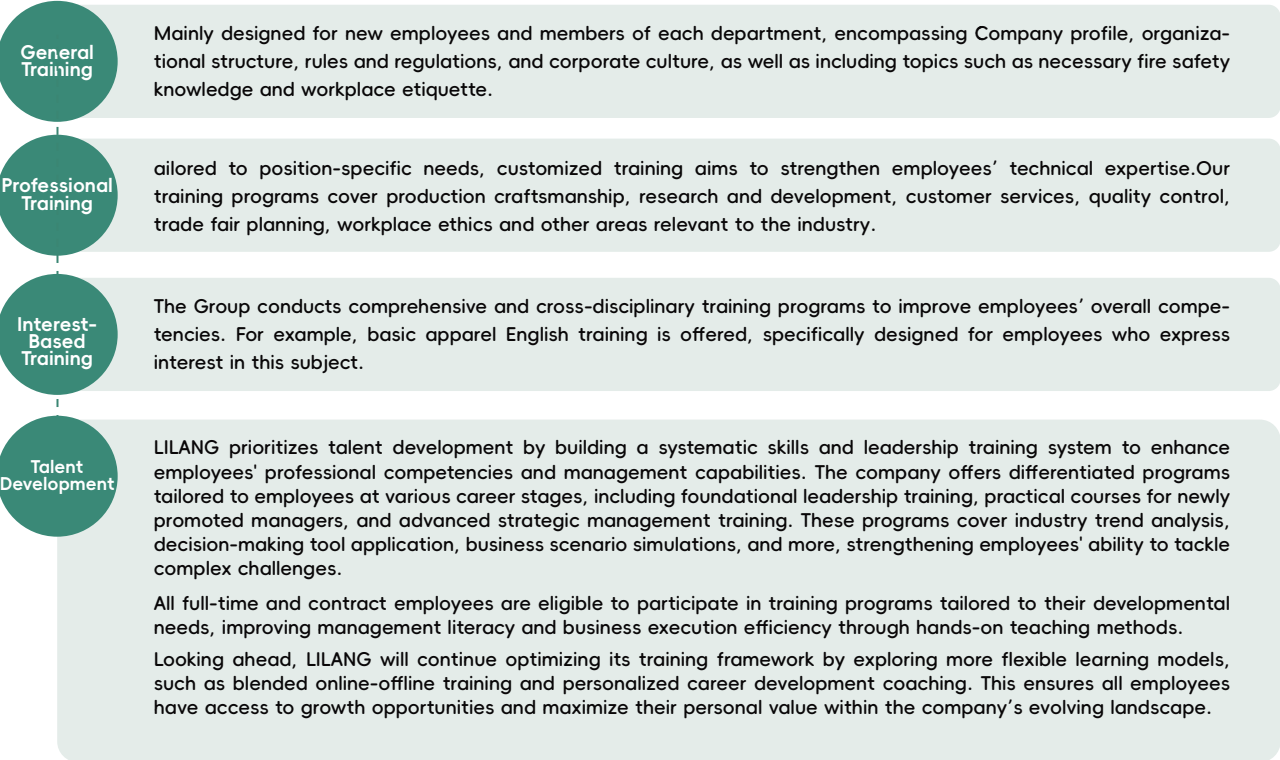 General
Training
Mainly designed for new employees and members of each department, encompassing Company profile, organiza-
tional structure, rules and regulations, and corporate culture, as well as including topics such as necessary fire safety
knowledge and workplace etiquette.
Professional
Training
ailored to position-specific needs, customized training aims to strengthen employees’ technical expertise.Our
training programs cover production craftsmanship, research and development, customer services, quality control,
trade fair planning, workplace ethics and other areas relevant to the industry.
Interest-
Based
Training
The Group conducts comprehensive and cross-disciplinary training programs to improve employees’ overall compe-
tencies. For example, basic apparel English training is offered, specifically designed for employees who express
interest in this subject.
Talent
Development
LILANG prioritizes talent development by building a systematic skills and leadership training system to enhance
employees' professional competencies and management capabilities. The company offers differentiated programs
tailored to employees at various career stages, including foundational leadership training, practical courses for newly
promoted managers, and advanced strategic management training. These programs cover industry trend analysis,
decision-making tool application, business scenario simulations, and more, strengthening employees' ability to tackle
complex challenges.
All full-time and contract employees are eligible to participate in training programs tailored to their developmental
needs, improving management literacy and business execution efficiency through hands-on teaching methods.
Looking ahead, LILANG will continue optimizing its training framework by exploring more flexible learning models,
such as blended online-offline training and personalized career development coaching. This ensures all employees
have access to growth opportunities and maximize their personal value within the company’s evolving landscape.